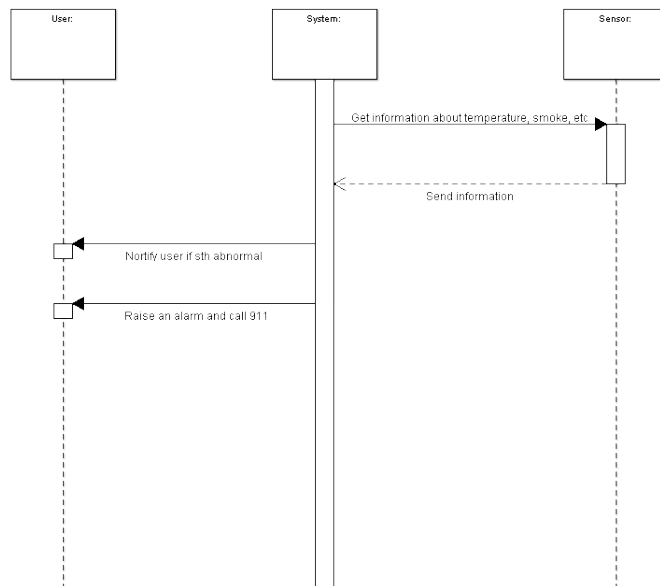 User:
System:
Sensor:
Get information about temperature, smoke, etc
Send information
Nortify user if sth abnormal
Raise an alarm and call 911